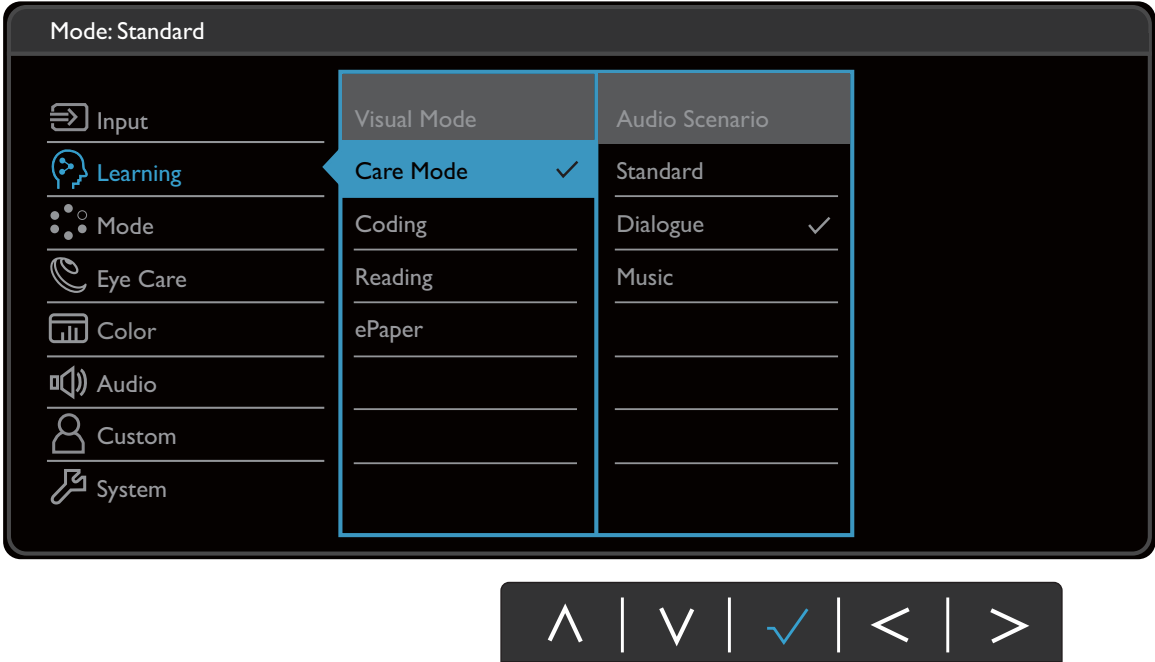 Mode: Standard
Input
Learning
Mode
Eye Care
Color
Audio
Custom
System
Visual Mode
Care Mode
Coding
Reading
ePaper
Audio Scenario
Standard
Dialogue
Music